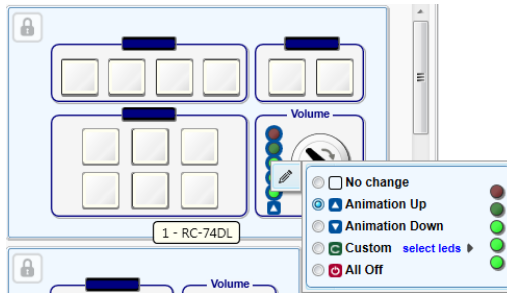 Volume
No change
Animation Up
Animation Down
Custom select leds
All Off
1 - RC-74DL
Volume